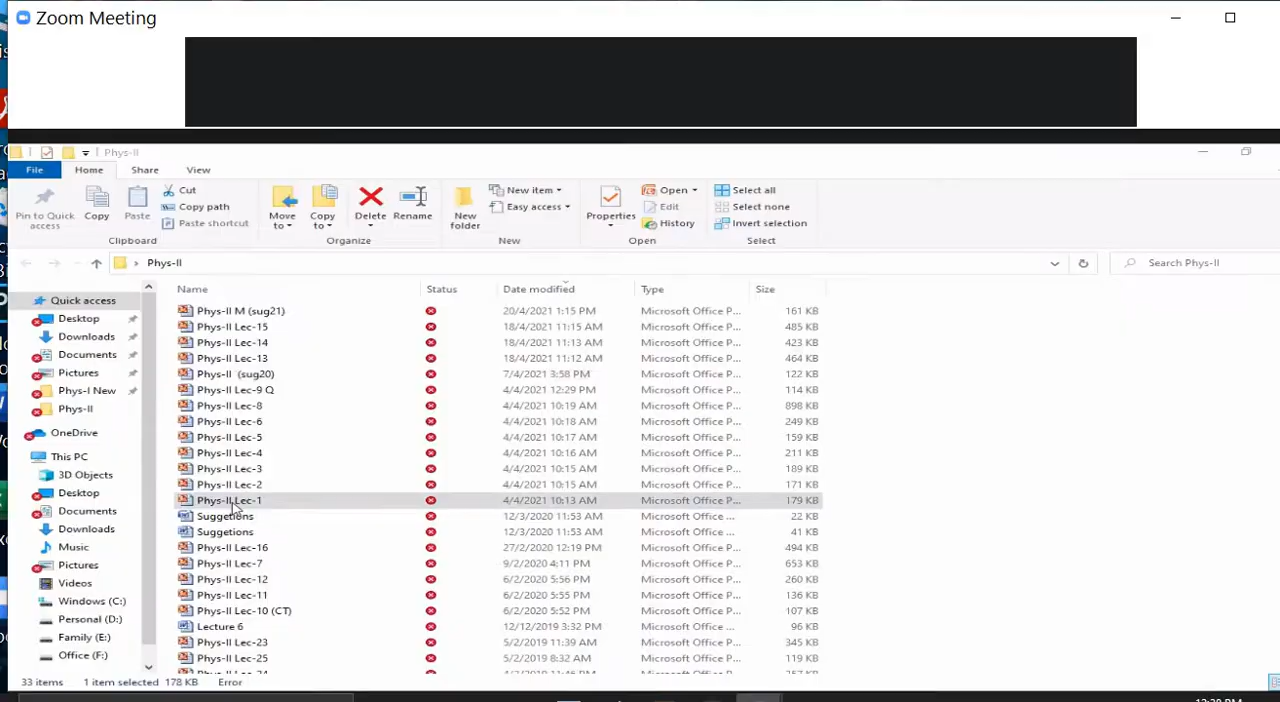 Zoom Meeting
Phys-II
File Home Share View
Pin to Quick access
Copy
Paste
Cut
Copy path
Paste shortcut
Clipboard
Move to
Copy to
Delete
Rename
Organize
New folder
New item
Easy access
New
Properties
Open
Edit
History
Open
Select all
Select none
Invert selection
Select
Phys-II
Search Phys-II
Quick access
Desktop
Downloads
Documents
Pictures
Phys-I New
Phys-II
OneDrive
This PC
3D Objects
Desktop
Documents
Downloads
Music
Pictures
Videos
Windows (C:)
Personal (D:)
Family (E:)
Office (F:)
Name Status Date modified Type Size
Phys-II M (sug21) 20/4/2021 1:15 PM Microsoft Office P... 161 KB
Phys-II Lec-15 18/4/2021 11:15 AM Microsoft Office P... 485 KB
Phys-II Lec-14 18/4/2021 11:13 AM Microsoft Office P... 423 KB
Phys-II Lec-13 18/4/2021 11:12 AM Microsoft Office P... 464 KB
Phys-II (sug20) 7/4/2021 3:58 PM Microsoft Office P... 122 KB
Phys-II Lec-9 Q 4/4/2021 12:29 PM Microsoft Office P... 114 KB
Phys-II Lec-8 4/4/2021 10:19 AM Microsoft Office P... 898 KB
Phys-II Lec-6 4/4/2021 10:18 AM Microsoft Office P... 249 KB
Phys-II Lec-5 4/4/2021 10:17 AM Microsoft Office P... 159 KB
Phys-II Lec-4 4/4/2021 10:16 AM Microsoft Office P... 211 KB
Phys-II Lec-3 4/4/2021 10:15 AM Microsoft Office P... 189 KB
Phys-II Lec-2 4/4/2021 10:15 AM Microsoft Office P... 171 KB
Phys-II Lec-1 4/4/2021 10:13 AM Microsoft Office P... 179 KB
Suggetions 12/3/2020 11:53 AM Microsoft Office ... 22 KB
Suggetions 12/3/2020 11:53 AM Microsoft Office ... 41 KB
Phys-II Lec-16 27/2/2020 12:19 PM Microsoft Office P... 494 KB
Phys-II Lec-7 9/2/2020 4:11 PM Microsoft Office P... 653 KB
Phys-II Lec-12 6/2/2020 5:56 PM Microsoft Office P... 260 KB
Phys-II Lec-11 6/2/2020 5:55 PM Microsoft Office P... 136 KB
Phys-II Lec-10 (CT) 6/2/2020 5:52 PM Microsoft Office P... 107 KB
Lecture 6 12/12/2019 3:32 PM Microsoft Office ... 96 KB
Phys-II Lec-23 5/2/2019 11:39 AM Microsoft Office P... 345 KB
Phys-II Lec-25 5/2/2019 8:32 AM Microsoft Office P... 119 KB
33 items 1 item selected 178 KB Error